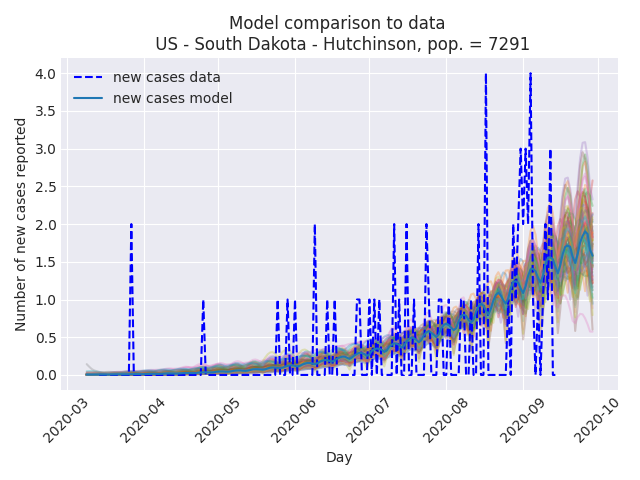 Model comparison to data
US - South Dakota - Hutchinson, pop. = 7291
new cases data
new cases model
Number of new cases reported
4.0
3.5
3.0
2.5
2.0
1.5
1.0
0.5
0.0
2020-03
2020-04
2020-05
2020-06
2020-07
2020-08
2020-09
2020-10
Day